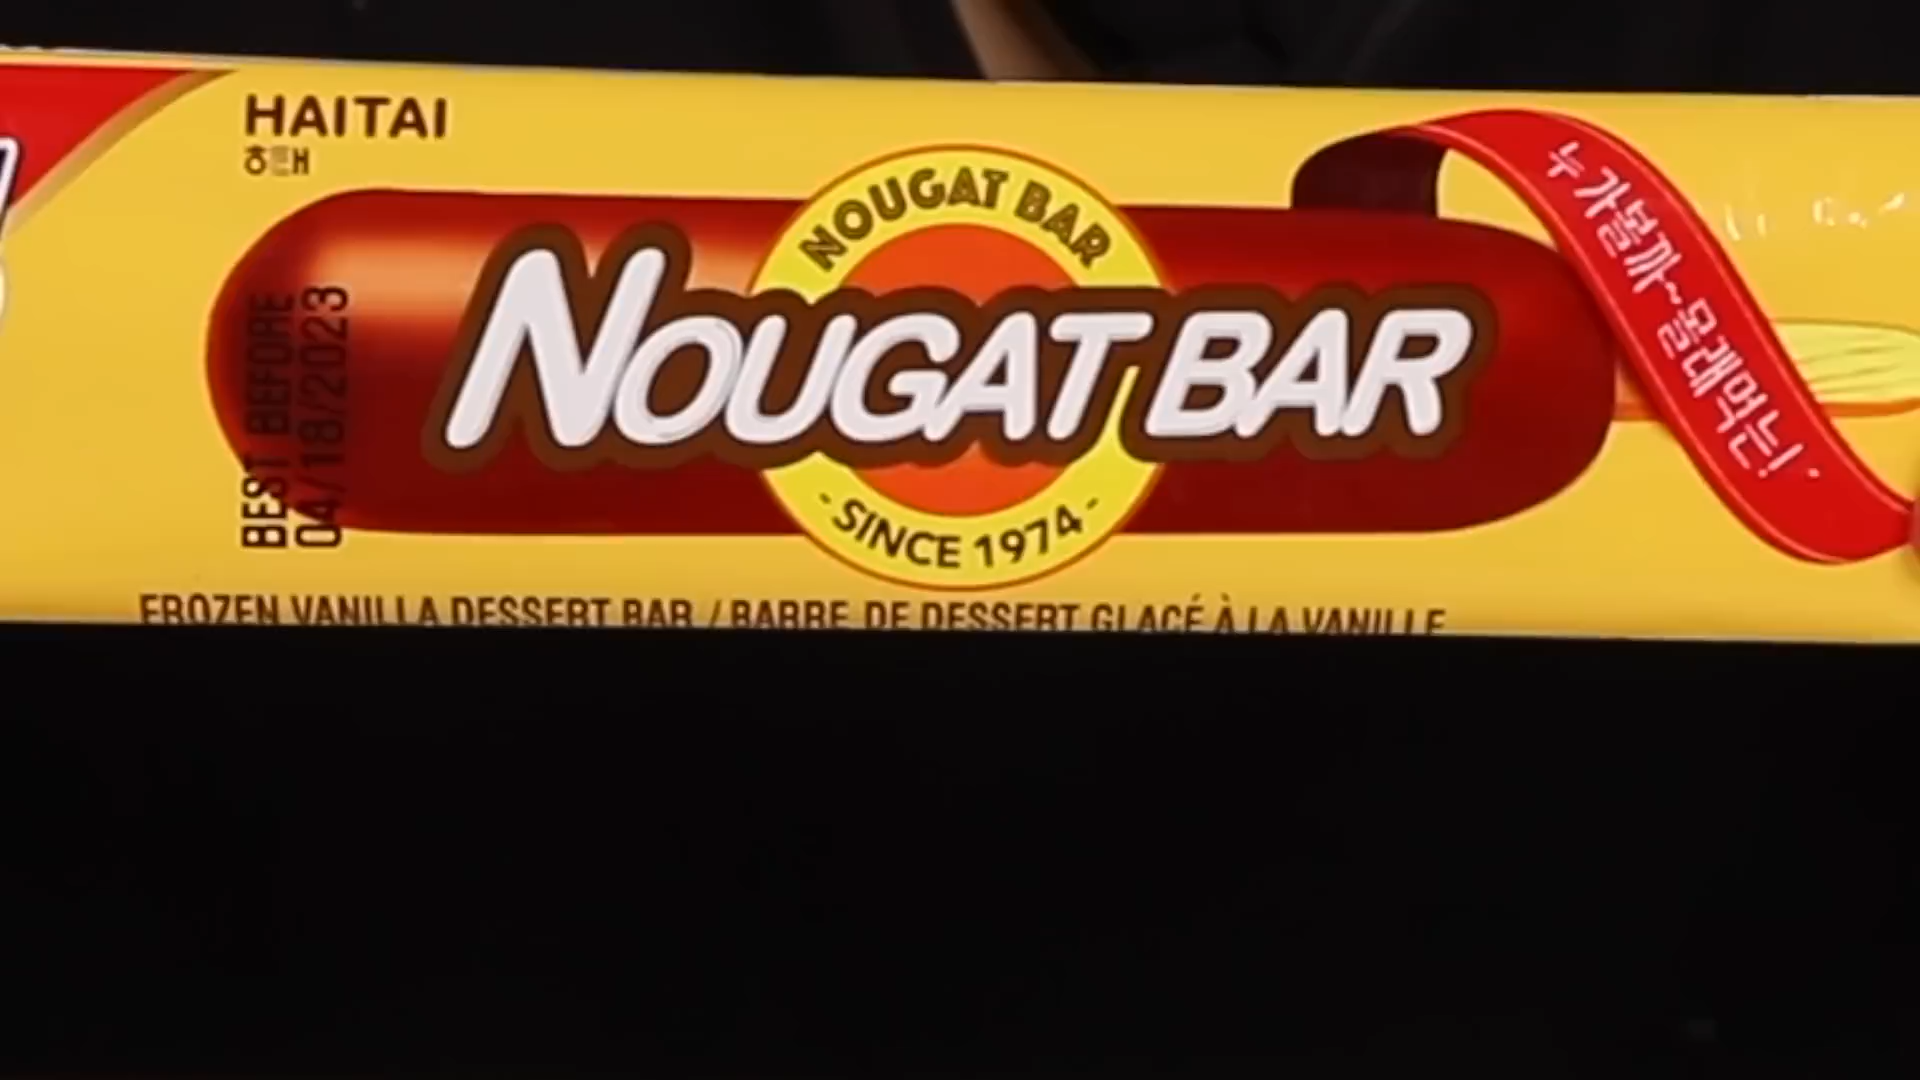 HAITAI
해태
NOUGAT BAR
NOUGAT BAR
- SINCE 1974 -
BEST BEFORE
04/18/2023
누가볼까~몰래먹는!
FROZEN VANILLA DESSERT BAR / BARRE DE DESSERT GLACÉ À LA VANILLE